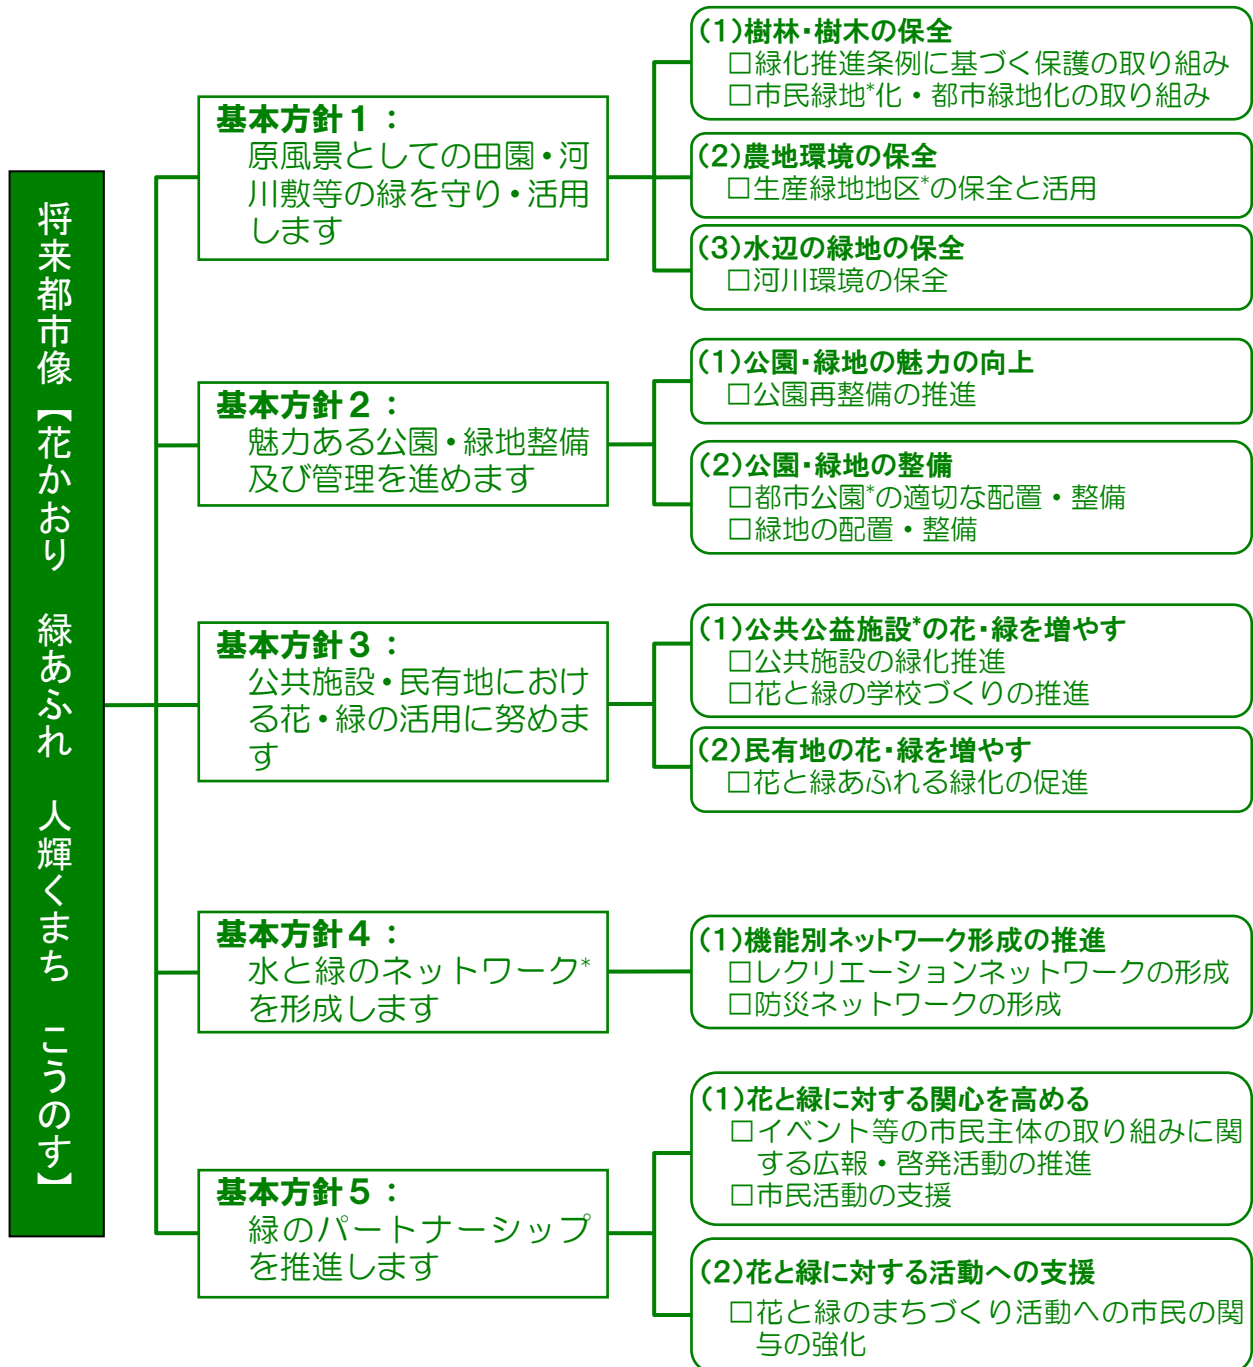 将来都市像【花かおり　緑あふれ　人輝くまち　こうのす】
基本方針１：
原風景としての田園・河
川敷等の緑を守り・活用
します
(1)樹林・樹木の保全
□緑化推進条例に基づく保護の取り組み
□市民緑地*化・都市緑地化の取り組み
(2)農地環境の保全
□生産緑地地区*の保全と活用
(3)水辺の緑地の保全
□河川環境の保全
基本方針２：
魅力ある公園・緑地整備
及び管理を進めます
(1)公園・緑地の魅力の向上
□公園再整備の推進
(2)公園・緑地の整備
□都市公園*の適切な配置・整備
□緑地の配置・整備
基本方針３：
公共施設・民有地におけ
る花・緑の活用に努めま
す
(1)公共公益施設*の花・緑を増やす
□公共施設の緑化推進
□花と緑の学校づくりの推進
(2)民有地の花・緑を増やす
□花と緑あふれる緑化の促進
基本方針４：
水と緑のネットワーク*
を形成します
(1)機能別ネットワーク形成の推進
□レクリエーションネットワークの形成
□防災ネットワークの形成
基本方針５：
緑のパートナーシップ
を推進します
(1)花と緑に対する関心を高める
□イベント等の市民主体の取り組みに関
する広報・啓発活動の推進
□市民活動の支援
(2)花と緑に対する活動への支援
□花と緑のまちづくり活動への市民の関
与の強化